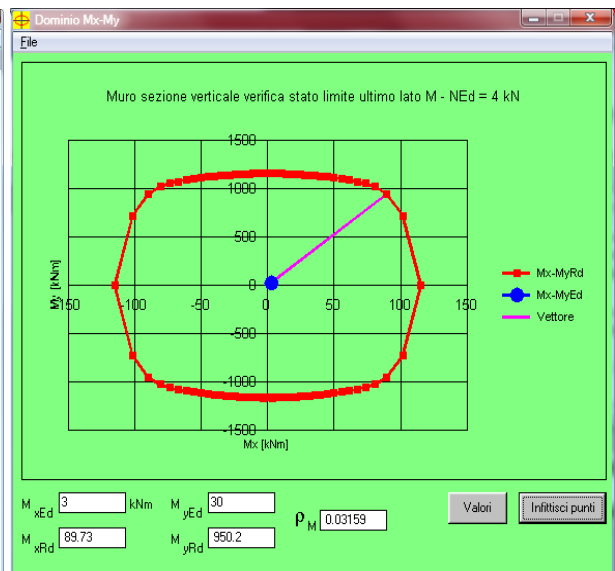 Dominio Mx-My
File
Muro sezione verticale verifica stato limite ultimo lato M - NEd = 4 kN
1500
1000
500
0
-150 -100 -50 0 50 100 150
-500
-1000
-1500
My [kNm]
Mx [kNm]
Mx-MyRd
Mx-MyEd
Vettore
M xEd 3 kNm M yEd 30
ρ M 0.03159
Valori Infittisci punti
M xRd 89.73 M yRd 950.2